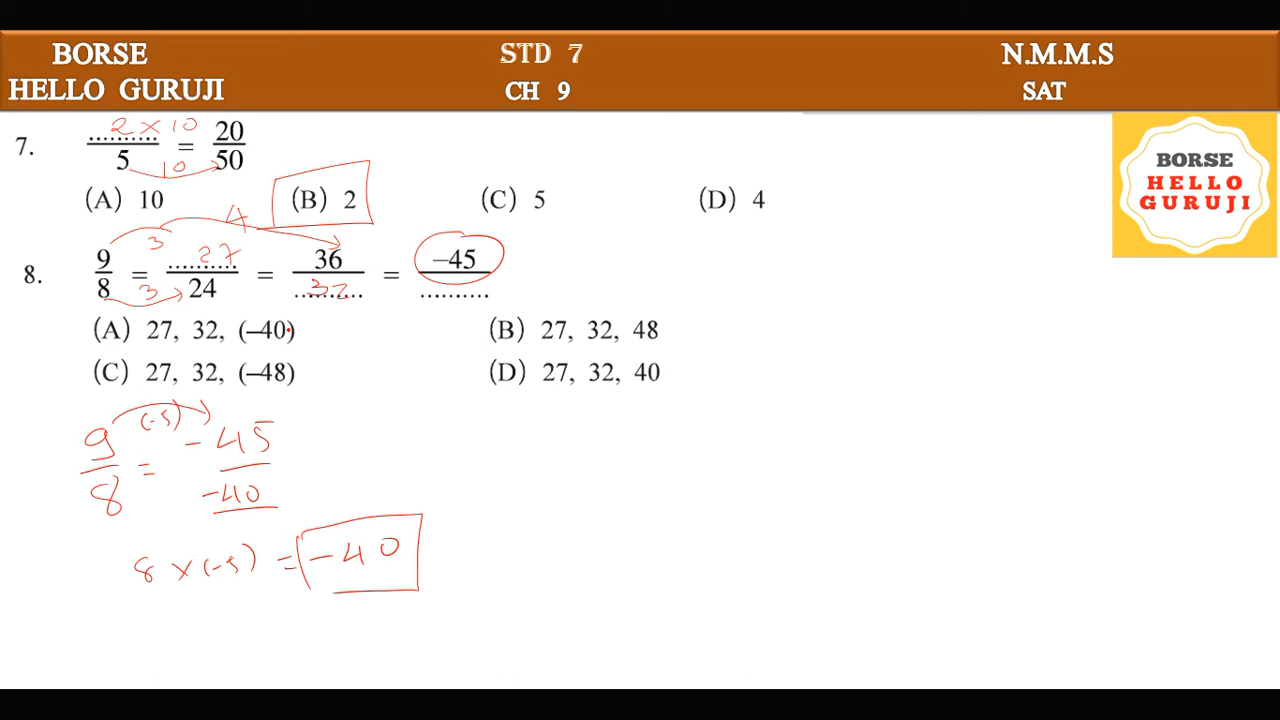 BORSE STD 7 N.M.M.S
HELLO GURUJI CH 9 SAT
BORSE
HELLO
GURUJI
7. 2 × 10 / 5 = 20 / 50
10
(A) 10 (B) 2 (C) 5 (D) 4
3 4
8. 9 / 8 = 27 / 24 = 36 / 32 = –45 / ..........
3
(A) 27, 32, (–40) (B) 27, 32, 48
(C) 27, 32, (–48) (D) 27, 32, 40
(-5)
9 / 8 = -45 / -40
8 × (-5) = -40